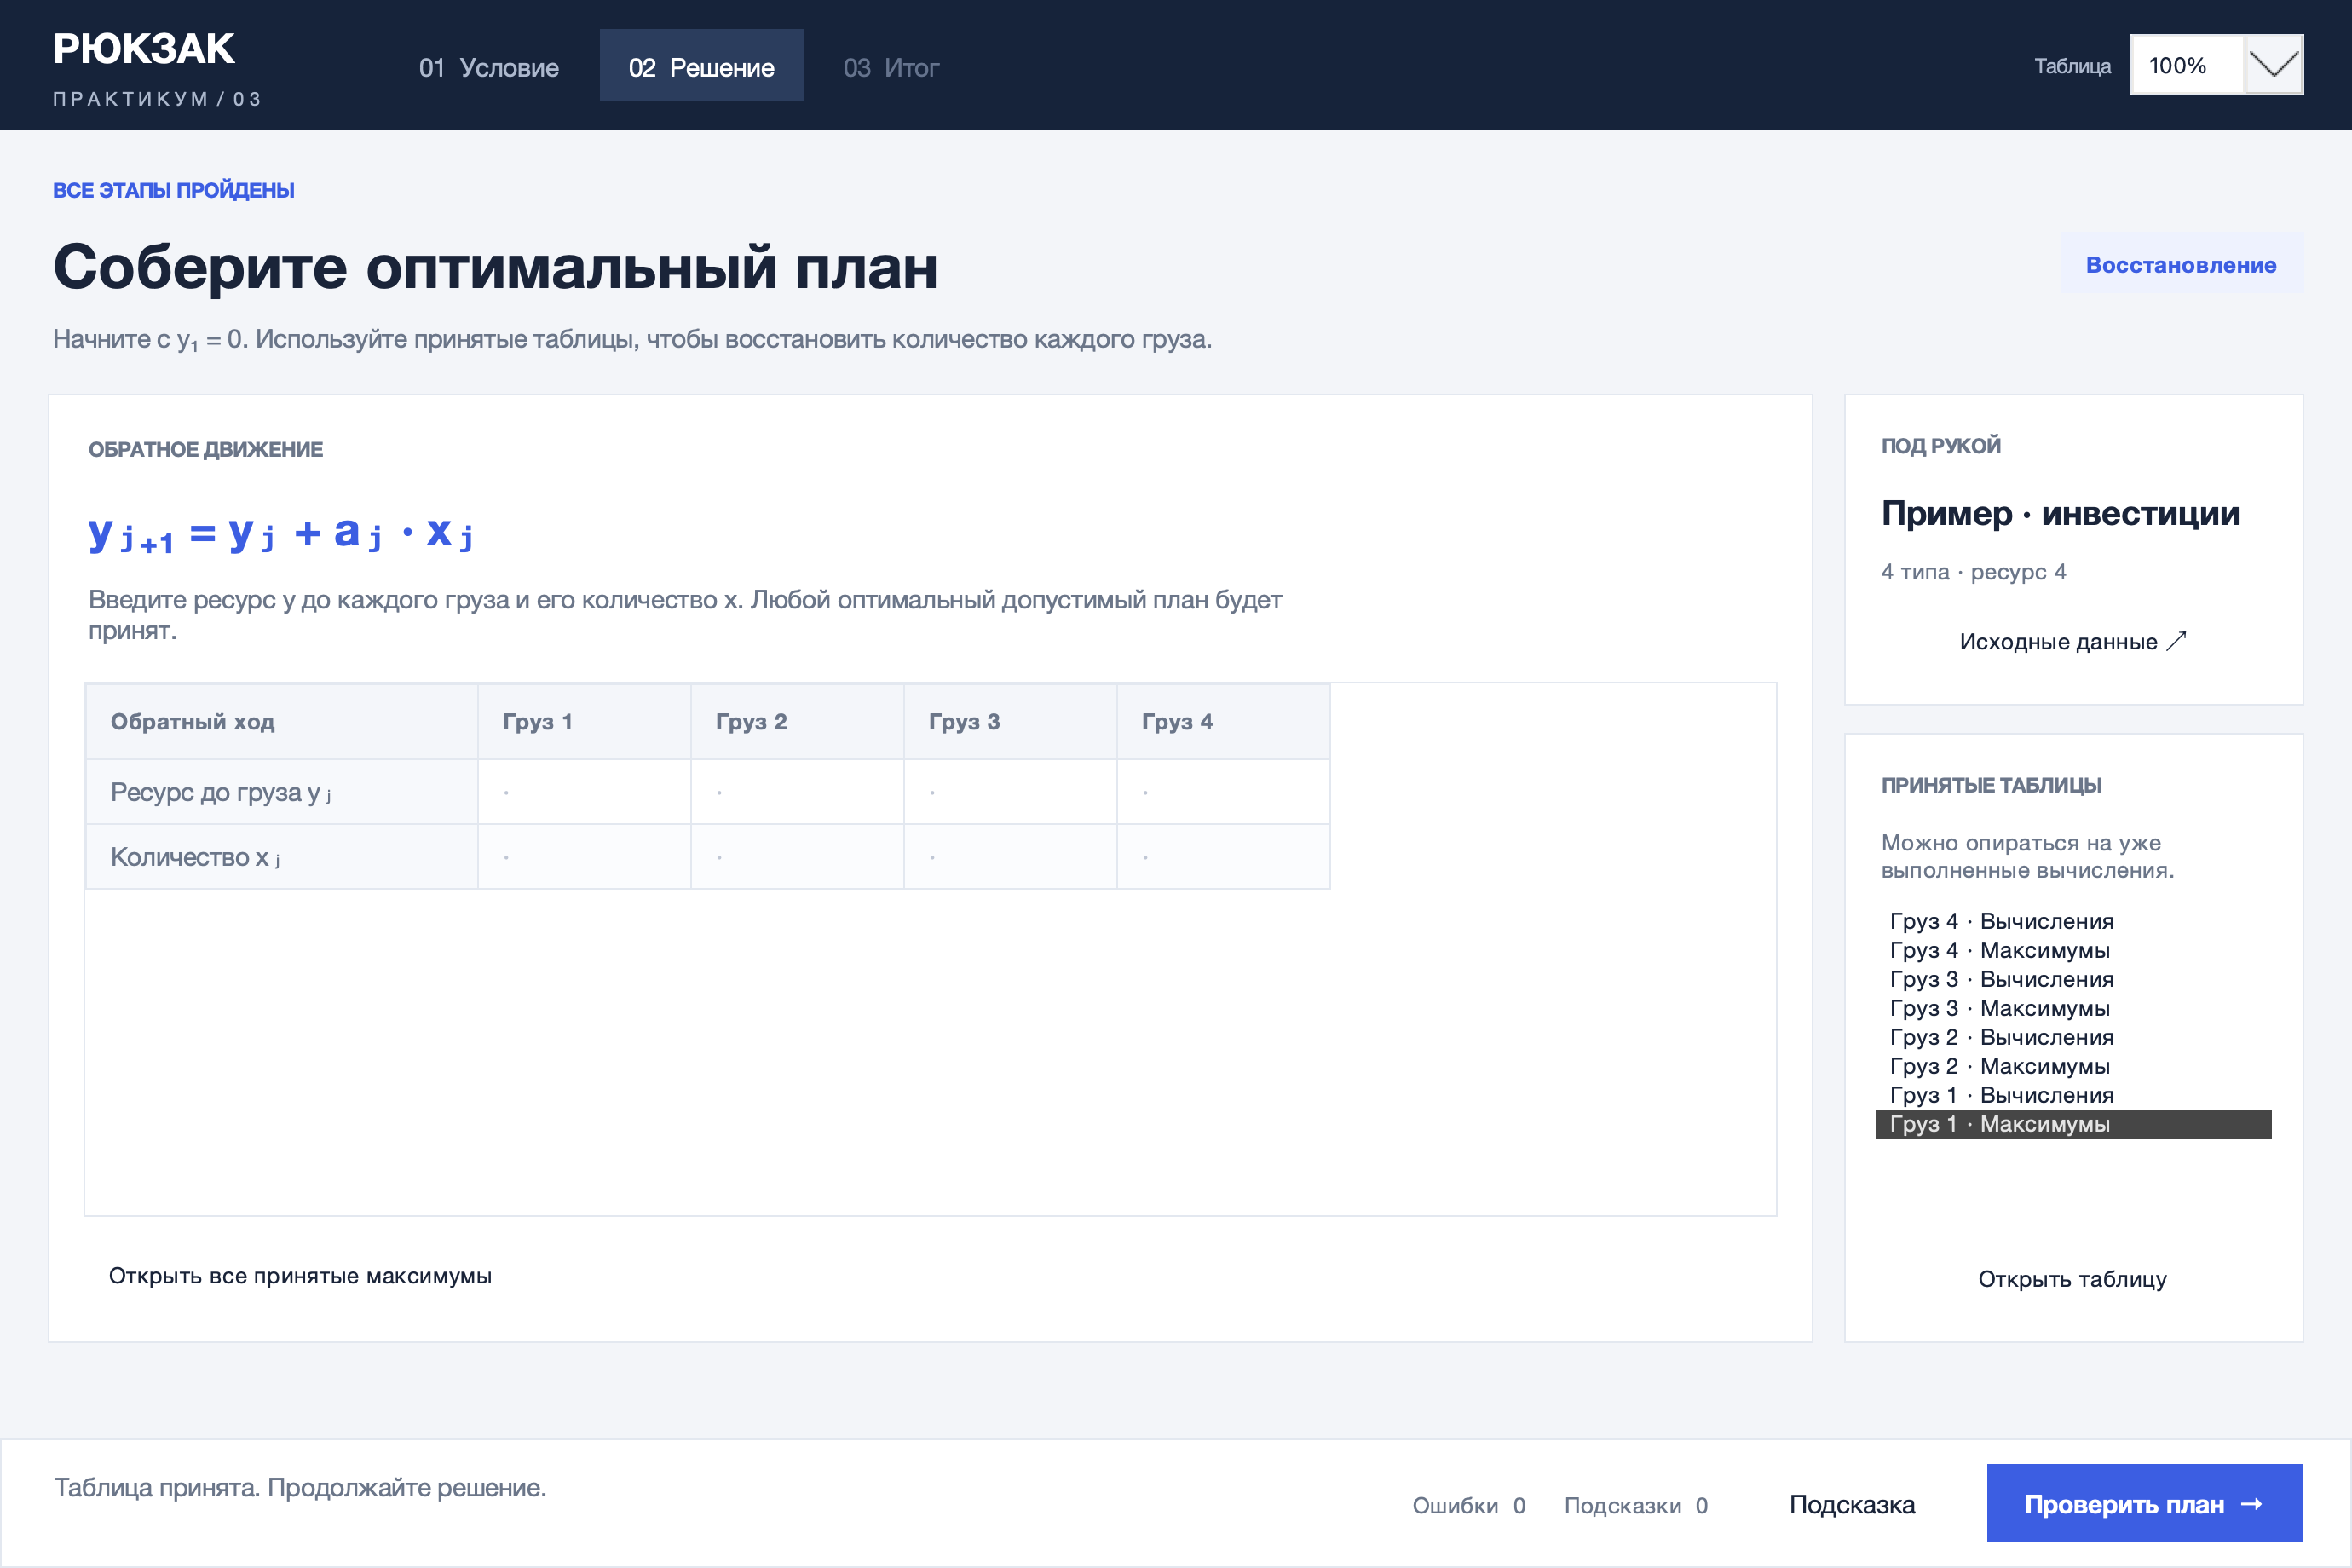 РЮКЗАК
ПРАКТИКУМ / 03
01 Условие
02 Решение
03 Итог
Таблица
100%
ВСЕ ЭТАПЫ ПРОЙДЕНЫ
Соберите оптимальный план
Восстановление
Начните с y₁ = 0. Используйте принятые таблицы, чтобы восстановить количество каждого груза.
ОБРАТНОЕ ДВИЖЕНИЕ
yⱼ₊₁ = yⱼ + aⱼ · xⱼ
Введите ресурс y до каждого груза и его количество x. Любой оптимальный допустимый план будет
принят.
Обратный ход Груз 1 Груз 2 Груз 3 Груз 4
Ресурс до груза y ⱼ · · · ·
Количество x ⱼ · · · ·
Открыть все принятые максимумы
ПОД РУКОЙ
Пример · инвестиции
4 типа · ресурс 4
Исходные данные ↗
ПРИНЯТЫЕ ТАБЛИЦЫ
Можно опираться на уже
выполненные вычисления.
Груз 4 · Вычисления
Груз 4 · Максимумы
Груз 3 · Вычисления
Груз 3 · Максимумы
Груз 2 · Вычисления
Груз 2 · Максимумы
Груз 1 · Вычисления
Груз 1 · Максимумы
Открыть таблицу
Таблица принята. Продолжайте решение.
Ошибки 0
Подсказки 0
Подсказка
Проверить план →